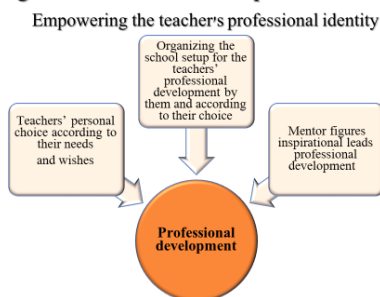 Empowering the teacher's professional identity
Organizing the
school setup for the
teachers'
professional
development by
them and according
to their choice
Teachers' personal
choice according to
their needs
and wishes
Mentor figures
inspirational leads
professional
development
Professional
development